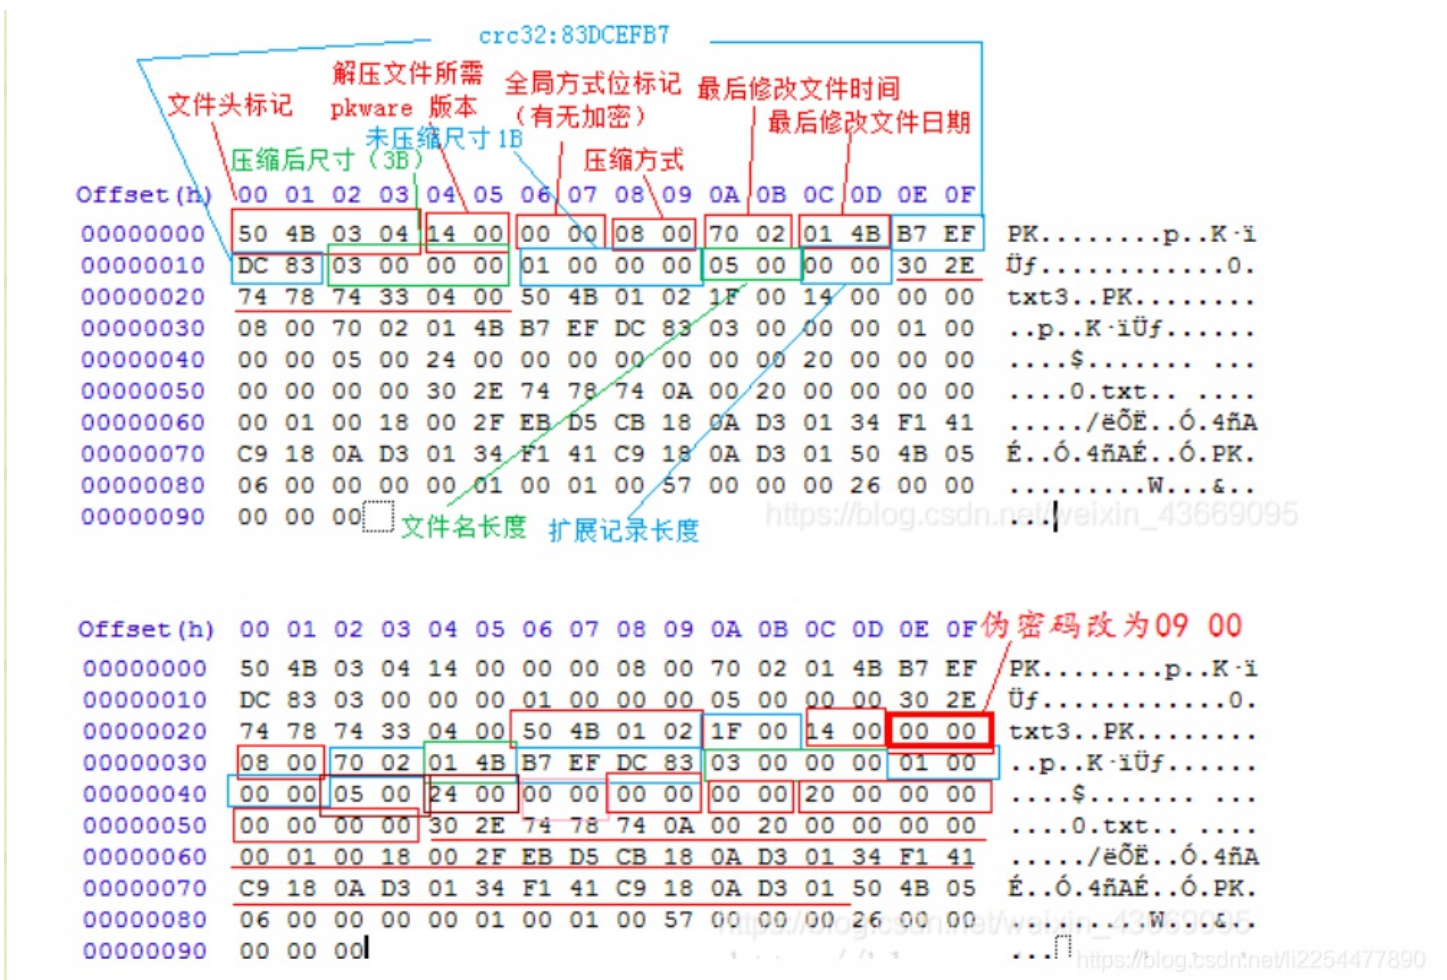 crc32:83DCEFB7
解压文件所需
全局方式位标记
最后修改文件时间
文件头标记
pkware 版本
（有无加密）
最后修改文件日期
未压缩尺寸1B
压缩后尺寸（3B）
压缩方式
Offset(h) 00 01 02 03 04 05 06 07 08 09 0A 0B 0C 0D 0E 0F
00000000 50 4B 03 04 14 00 00 00 08 00 70 02 01 4B B7 EF PK........p..K·ï
00000010 DC 83 03 00 00 00 01 00 00 00 05 00 00 00 30 2E Üƒ............0.
00000020 74 78 74 33 04 00 50 4B 01 02 1F 00 14 00 00 00 txt3..PK........
00000030 08 00 70 02 01 4B B7 EF DC 83 03 00 00 00 01 00 ..p..K·ïÜƒ......
00000040 00 00 05 00 24 00 00 00 00 00 00 00 20 00 00 00 ....$....... ...
00000050 00 00 00 00 30 2E 74 78 74 0A 00 20 00 00 00 00 ....0.txt.. ....
00000060 00 01 00 18 00 2F EB D5 CB 18 0A D3 01 34 F1 41 ...../ëÕË..Ó.4ñA
00000070 C9 18 0A D3 01 34 F1 41 C9 18 0A D3 01 50 4B 05 É..Ó.4ñAÉ..Ó.PK.
00000080 06 00 00 00 00 01 00 01 00 57 00 00 00 26 00 00 .........W...&..
00000090 00 00 00 ...
https://blog.csdn.net/weixin_43669095
文件名长度
扩展记录长度
Offset(h) 00 01 02 03 04 05 06 07 08 09 0A 0B 0C 0D 0E 0F
伪密码改为09 00
00000000 50 4B 03 04 14 00 00 00 08 00 70 02 01 4B B7 EF PK........p..K·ï
00000010 DC 83 03 00 00 00 01 00 00 00 05 00 00 00 30 2E Üƒ............0.
00000020 74 78 74 33 04 00 50 4B 01 02 1F 00 14 00 00 00 txt3..PK........
00000030 08 00 70 02 01 4B B7 EF DC 83 03 00 00 00 01 00 ..p..K·ïÜƒ......
00000040 00 00 05 00 24 00 00 00 00 00 00 00 20 00 00 00 ....$....... ...
00000050 00 00 00 00 30 2E 74 78 74 0A 00 20 00 00 00 00 ....0.txt.. ....
00000060 00 01 00 18 00 2F EB D5 CB 18 0A D3 01 34 F1 41 ...../ëÕË..Ó.4ñA
00000070 C9 18 0A D3 01 34 F1 41 C9 18 0A D3 01 50 4B 05 É..Ó.4ñAÉ..Ó.PK.
00000080 06 00 00 00 00 01 00 01 00 57 00 00 00 26 00 00 .........W...&..
https://blog.csdn.net/weixin_43669095
00000090 00 00 00 ...
https://blog.csdn.net/li2254477890